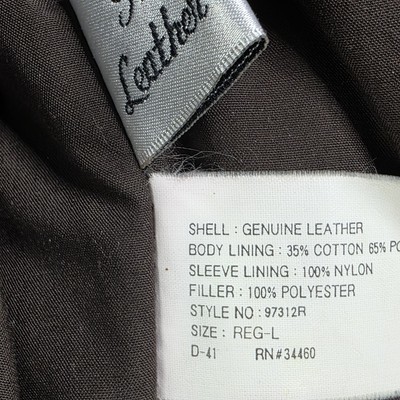 Leather
SHELL : GENUINE LEATHER
BODY LINING : 35% COTTON 65% PO
SLEEVE LINING : 100% NYLON
FILLER : 100% POLYESTER
STYLE NO : 97312R
SIZE : REG-L
D-41 RN#34460